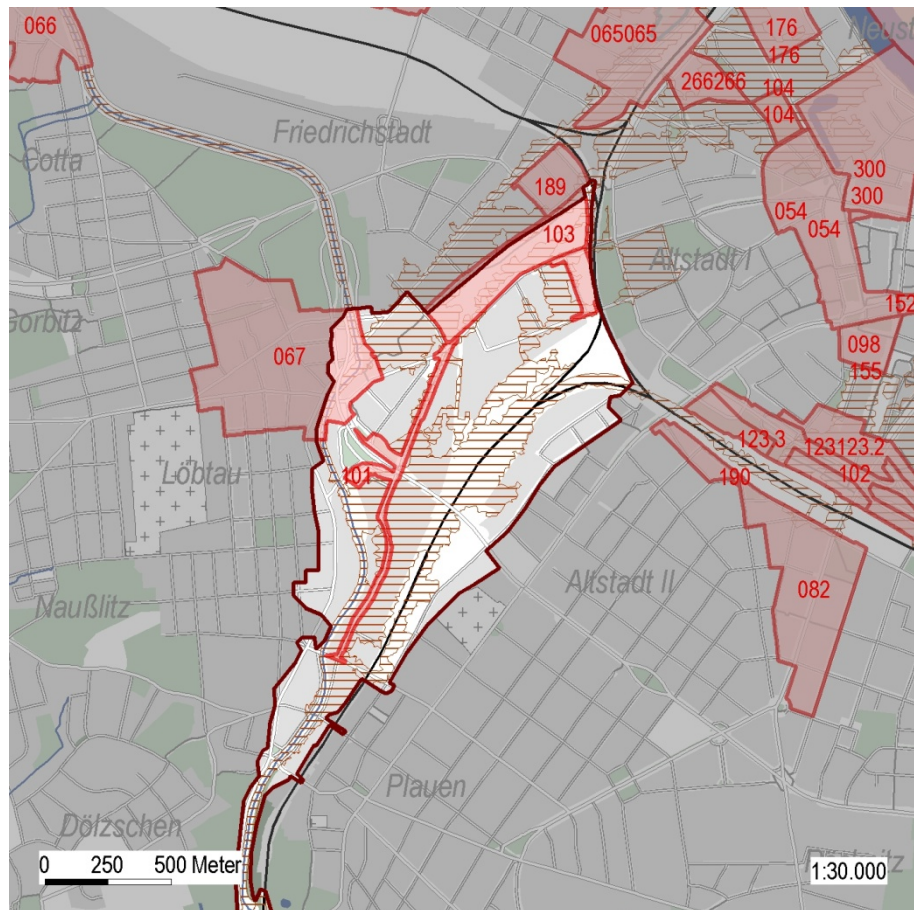 066
065065
176
Neust
176
266266
104
104
Friedrichstadt
Cotta
189
300
300
054
054
103
Altstadt I
152
Gorbitz
098
067
155
123.3
123123.2
102
190
101
Löbtau
Altstadt II
082
Naußlitz
Plauen
Dölzschen
0 250 500 Meter
1:30.000